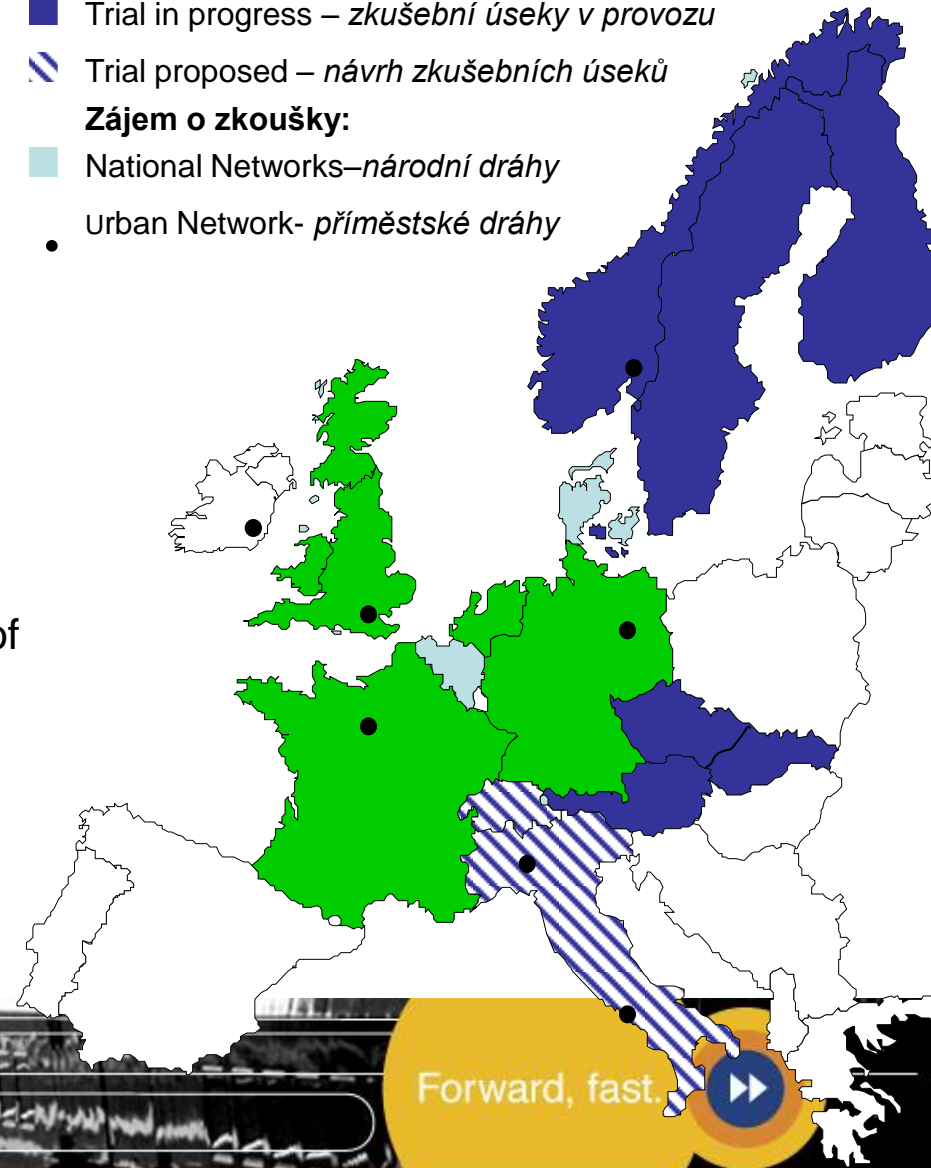 Trial in progress – zkušební úseky v provozu
Trial proposed – návrh zkušebních úseků
Zájem o zkoušky:
National Networks–národní dráhy
Urban Network- příměstské dráhy
of
Forward, fast.